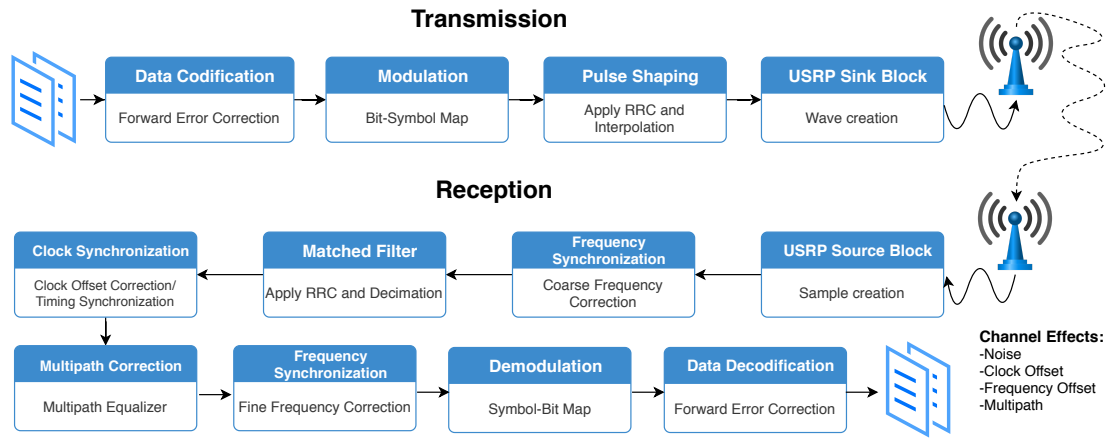 Transmission
Data Codification
Forward Error Correction
Modulation
Bit-Symbol Map
Pulse Shaping
Apply RRC and
Interpolation
USRP Sink Block
Wave creation
Reception
Clock Synchronization
Clock Offset Correction/
Timing Synchronization
Matched Filter
Apply RRC and Decimation
Frequency
Synchronization
Coarse Frequency
Correction
USRP Source Block
Sample creation
Multipath Correction
Multipath Equalizer
Frequency
Synchronization
Fine Frequency Correction
Demodulation
Symbol-Bit Map
Data Decodification
Forward Error Correction
Channel Effects:
-Noise
-Clock Offset
-Frequency Offset
-Multipath